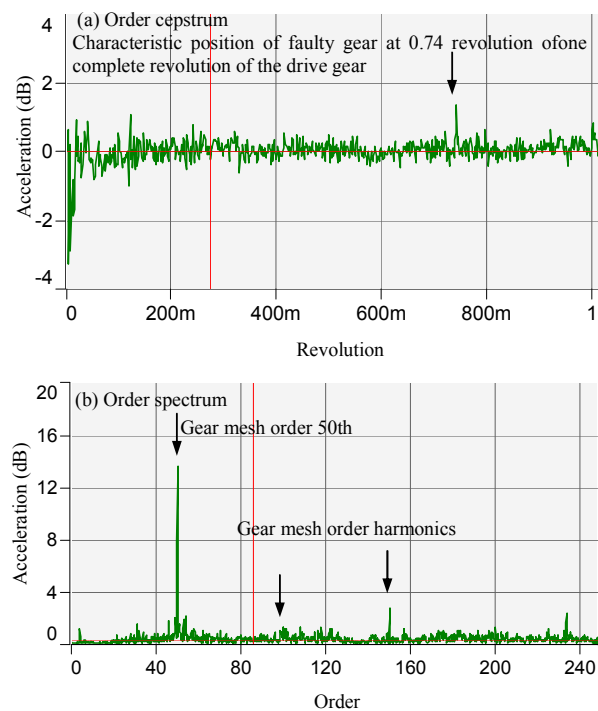 (a) Order cepstrum
Characteristic position of faulty gear at 0.74 revolution ofone
complete revolution of the drive gear
Acceleration (dB)
4
2
0
-2
-4
0 200m 400m 600m 800m 1
Revolution
(b) Order spectrum
Gear mesh order 50th
Gear mesh order harmonics
Acceleration (dB)
20
16
12
8
4
0
0 40 80 120 160 200 240
Order